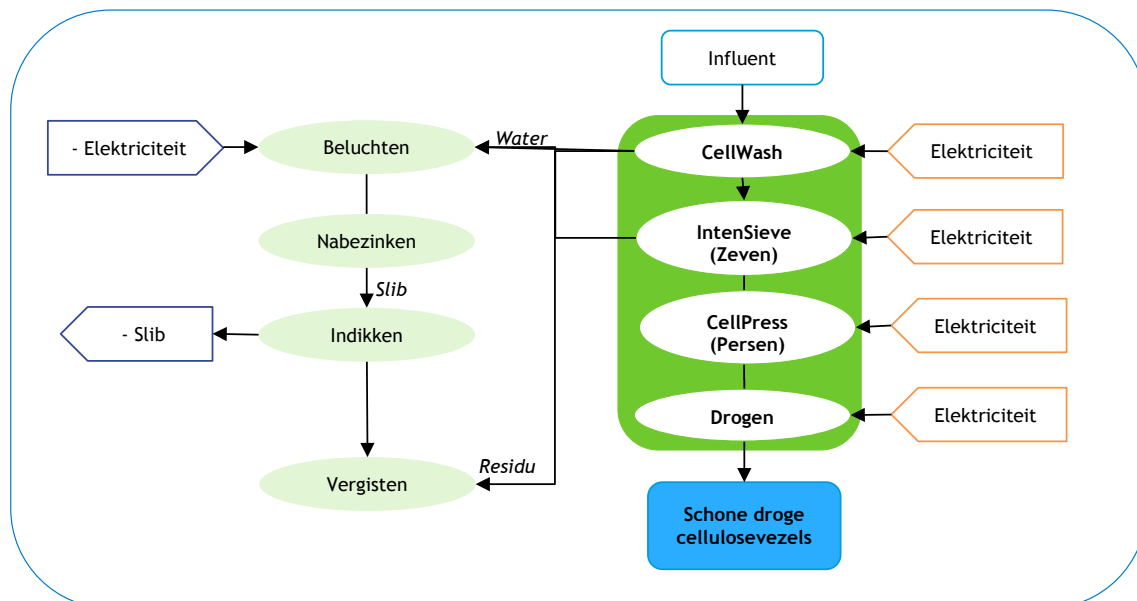 Influent
- Elektriciteit
Beluchten
Water
CellWash
Elektriciteit
Nabezinken
IntenSieve
(Zeven)
Elektriciteit
Slib
- Slib
Indikken
CellPress
(Persen)
Elektriciteit
Drogen
Elektriciteit
Vergisten
Residu
Schone droge
cellulosevezels